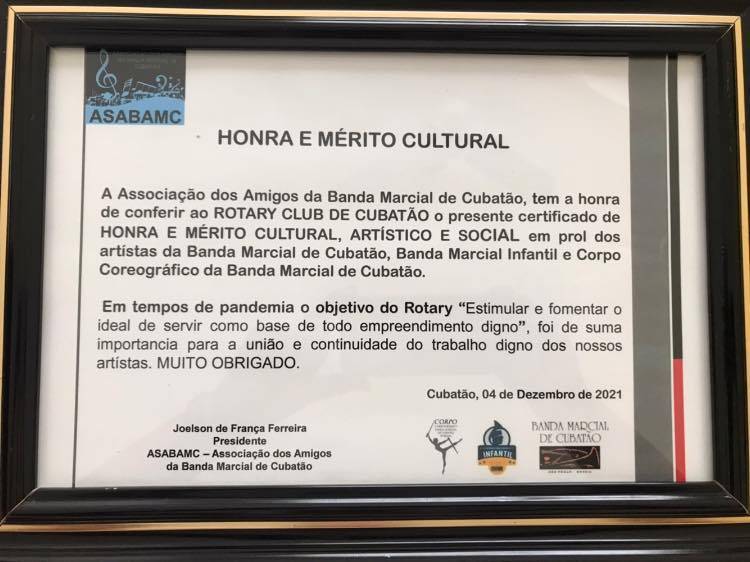 ASABAMC
HONRA E MÉRITO CULTURAL
A Associação dos Amigos da Banda Marcial de Cubatão, tem a honra
de conferir ao ROTARY CLUB DE CUBATÃO o presente certificado de
HONRA E MÉRITO CULTURAL, ARTÍSTICO E SOCIAL em prol dos
artístas da Banda Marcial de Cubatão, Banda Marcial Infantil e Corpo
Coreográfico da Banda Marcial de Cubatão.
Em tempos de pandemia o objetivo do Rotary “Estimular e fomentar o
ideal de servir como base de todo empreendimento digno”, foi de suma
importancia para a união e continuidade do trabalho digno dos nossos
artístas. MUITO OBRIGADO.
Cubatão, 04 de Dezembro de 2021
Joelson de França Ferreira
Presidente
ASABAMC – Associação dos Amigos
da Banda Marcial de Cubatão
CORPO
INFANTIL
BANDA MARCIAL
DE CUBATÃO
SÃO PAULO - BRASIL